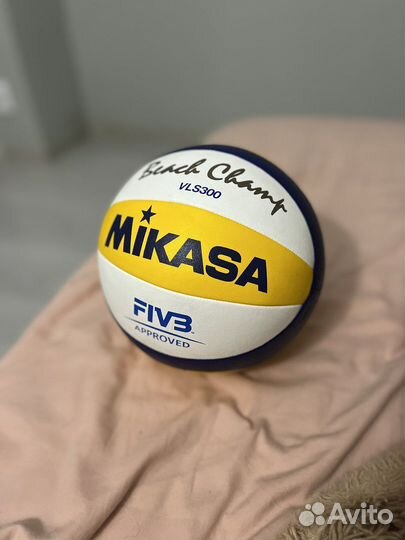 Beach Champ
VLS300
MIKASA
FIVB
APPROVED
Avito